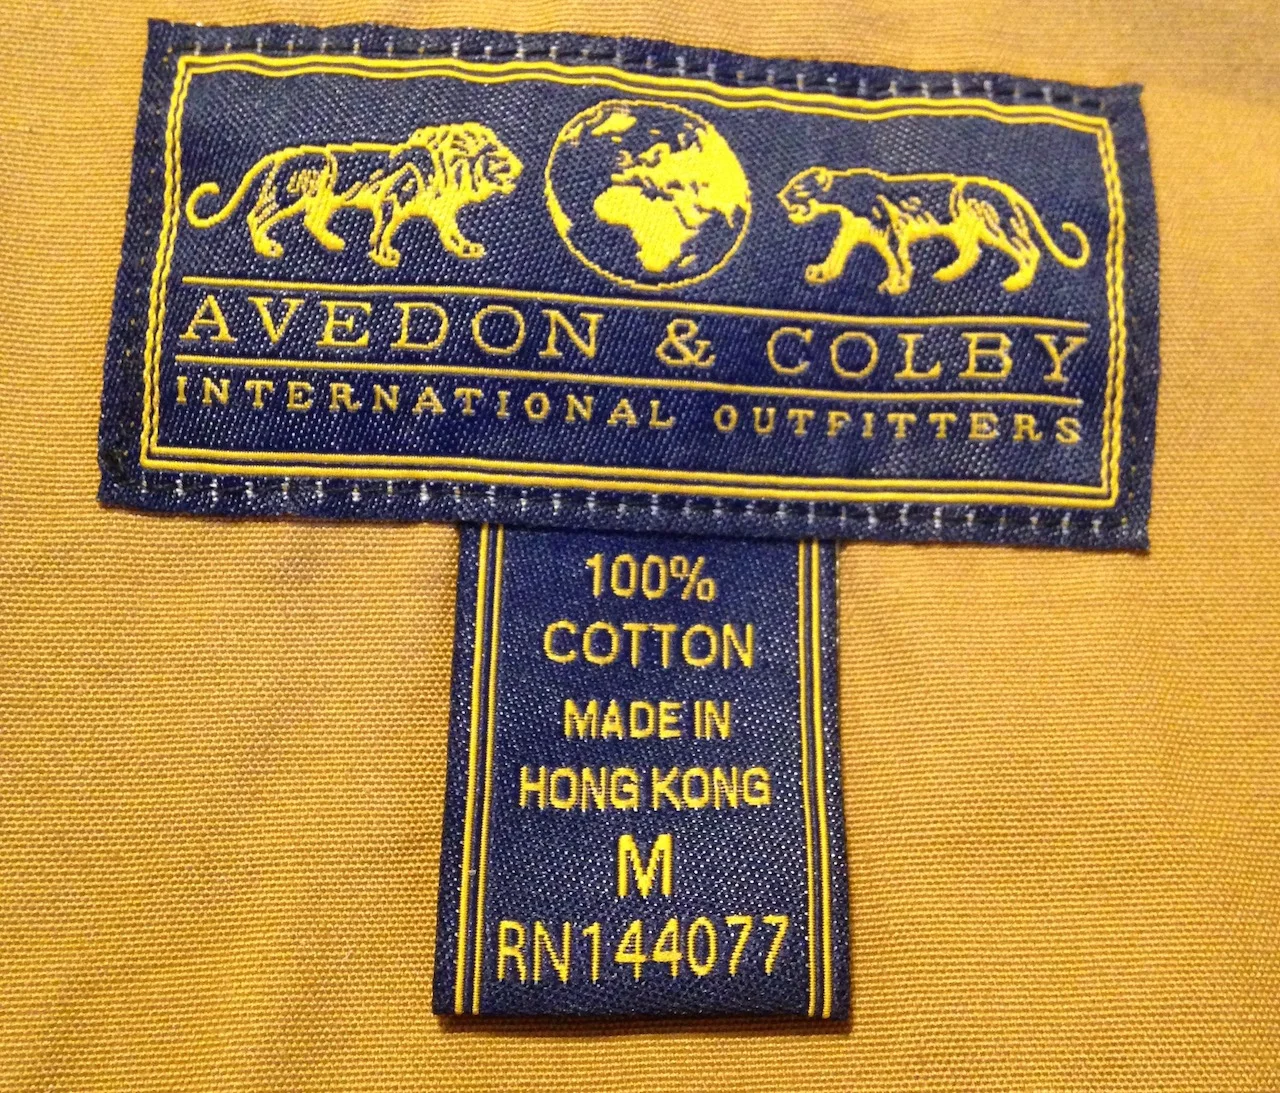 AVEDON & COLBY
INTERNATIONAL OUTFITTERS
100%
COTTON
MADE IN
HONG KONG
M
RN144077